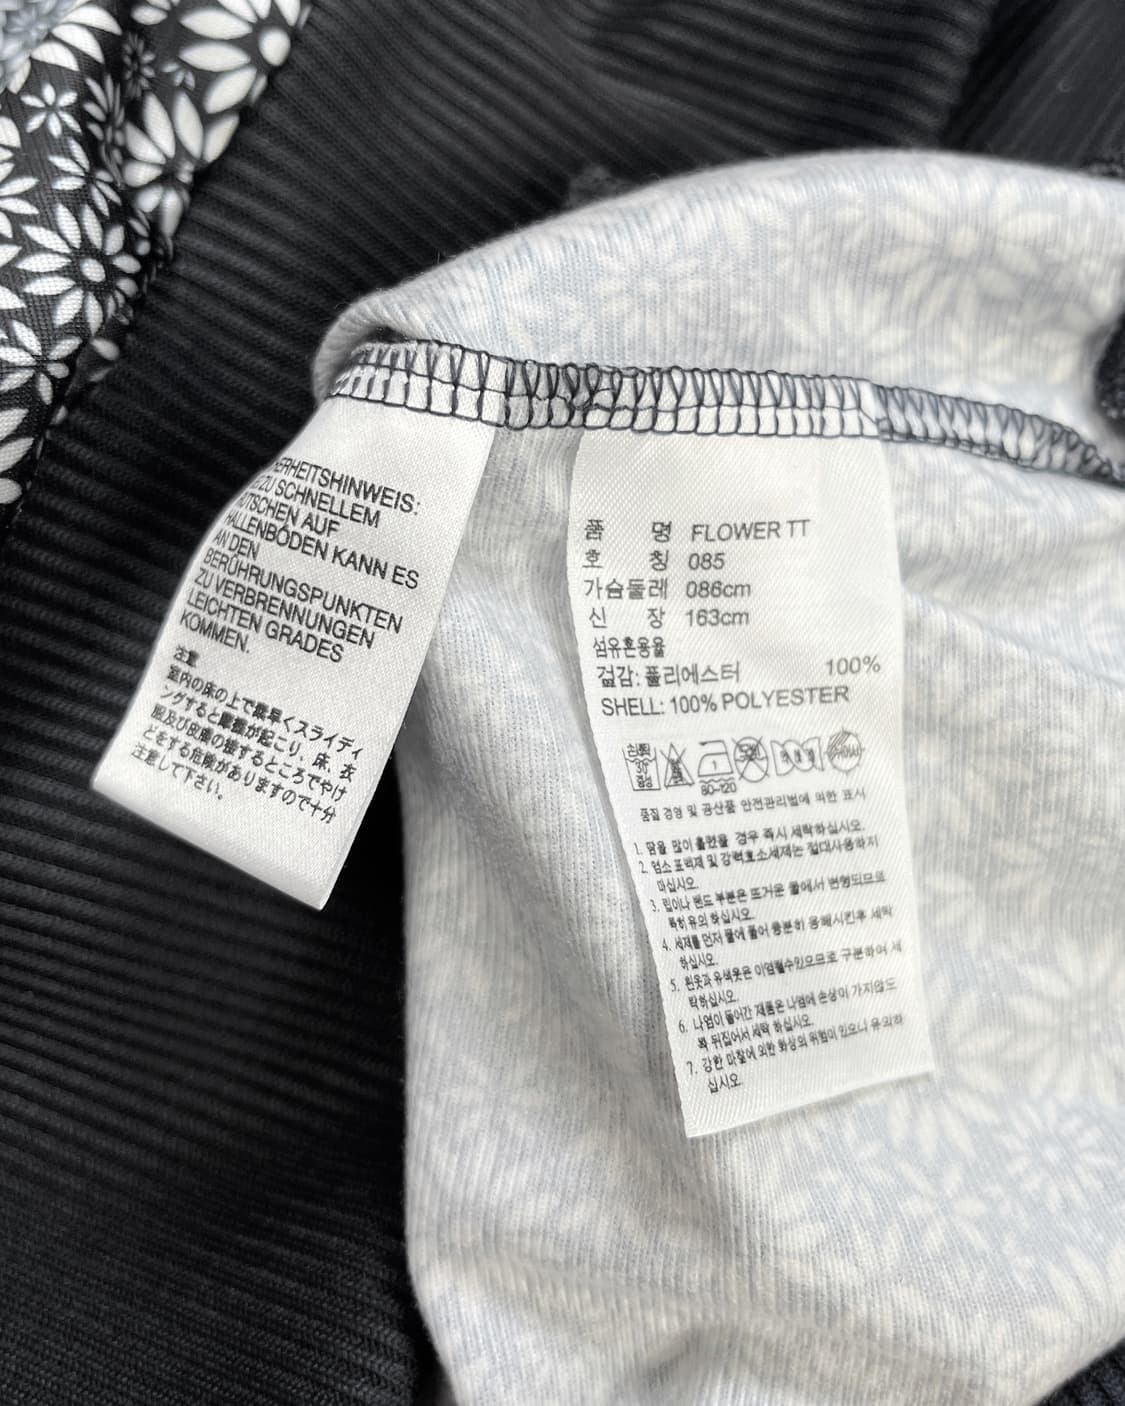 ERHEITSHINWEIS:
ZU SCHNELLEM
UTSCHEN AUF
HALLENBÖDEN KANN ES
AN DEN
BERÜHRUNGSPUNKTEN
ZU VERBRENNUNGEN
LEICHTEN GRADES
KOMMEN.
注意
室内の床の上で素早くスライディ
ングすると摩擦が起こり、床、衣
服及び皮膚の接するところでやけ
どをする危険がありますので十分
注意して下さい。
품 명 FLOWER TT
호 칭 085
가슴둘레 086cm
신 장 163cm
섬유혼용율
겉감: 폴리에스터 100%
SHELL: 100% POLYESTER
손세탁
30
중성
1
80~120
품질 경영 및 공산품 안전관리법에 의한 표시
1. 땀을 많이 흘렸을 경우 즉시 세탁하십시오.
2. 염소 표백제 및 강력효소세제는 절대사용하지
마십시오.
3. 립이나 밴드 부분은 뜨거운 물에서 변형되므로
특히 유의 하십시오.
4. 세제를 먼저 물에 풀어 충분히 용해시킨후 세탁
하십시오.
5. 흰옷과 유색옷은 이염될수있으므로 구분하여 세
탁하십시오.
6. 나염이 들어간 제품은 나염에 손상이 가지않도
록 뒤집어서 세탁 하십시오.
7. 강한 마찰에 의한 화상의 위험이 있으니 유의하
십시오.